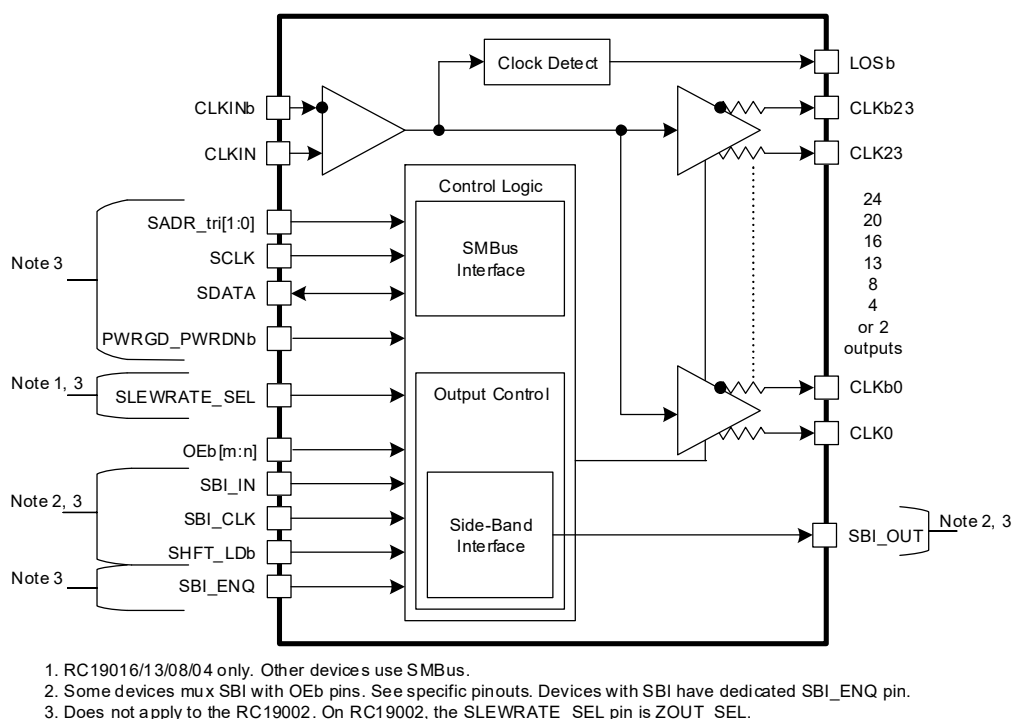 Clock Detect
LOSb
CLKINb
CLKb23
CLKIN
CLK23
Control Logic
24
20
16
13
8
4
or 2
outputs
SADR_tri[1:0]
SMBus
Interface
SCLK
Note 3
SDATA
PWRGD_PWRDNb
Note 1, 3
SLEWRATE_SEL
Output Control
CLKb0
CLK0
OEb[m:n]
SBI_IN
Note 2, 3
SBI_CLK
Side-Band
Interface
SBI_OUT
Note 2, 3
SHFT_LDb
Note 3
SBI_ENQ
1. RC19016/13/08/04 only. Other devices use SMBus.
2. Some devices mux SBI with OEb pins. See specific pinouts. Devices with SBI have dedicated SBI_ENQ pin.
3. Does not apply to the RC19002. On RC19002, the SLEWRATE_SEL pin is ZOUT_SEL.